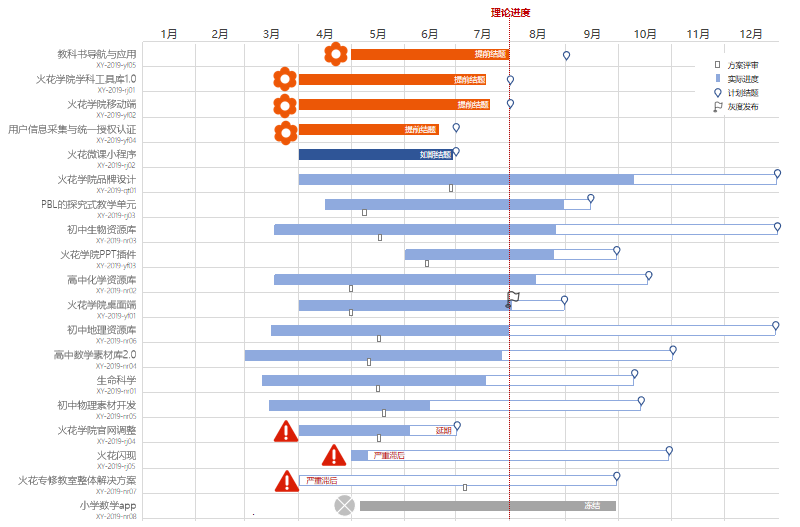 理论进度
1月 2月 3月 4月 5月 6月 7月 8月 9月 10月 11月 12月
教科书导航与应用 提前结题
XY-2019-yf05
方案评审
火花学院学科工具库1.0 提前结题
XY-2019-rj01
实际进度
计划结题
火花学院移动端 提前结题
XY-2019-yf02
灰度发布
用户信息采集与统一授权认证 提前结题
XY-2019-yf04
火花微课小程序 如期结题
XY-2019-rj02
火花学院品牌设计
XY-2019-qt01
PBL的探究式教学单元
XY-2019-rj03
初中生物资源库
XY-2019-nr03
火花学院PPT插件
XY-2019-yf03
高中化学资源库
XY-2019-nr02
火花学院桌面端
XY-2019-yf01
初中地理资源库
XY-2019-nr06
高中数学素材库2.0
XY-2019-nr04
生命科学
XY-2019-nr01
初中物理素材开发
XY-2019-nr05
火花学院官网调整 延期
XY-2019-rj04
火花闪现 严重滞后
XY-2019-rj05
火花专修教室整体解决方案 严重滞后
XY-2019-nr07
小学数学app 冻结
XY-2019-nr08